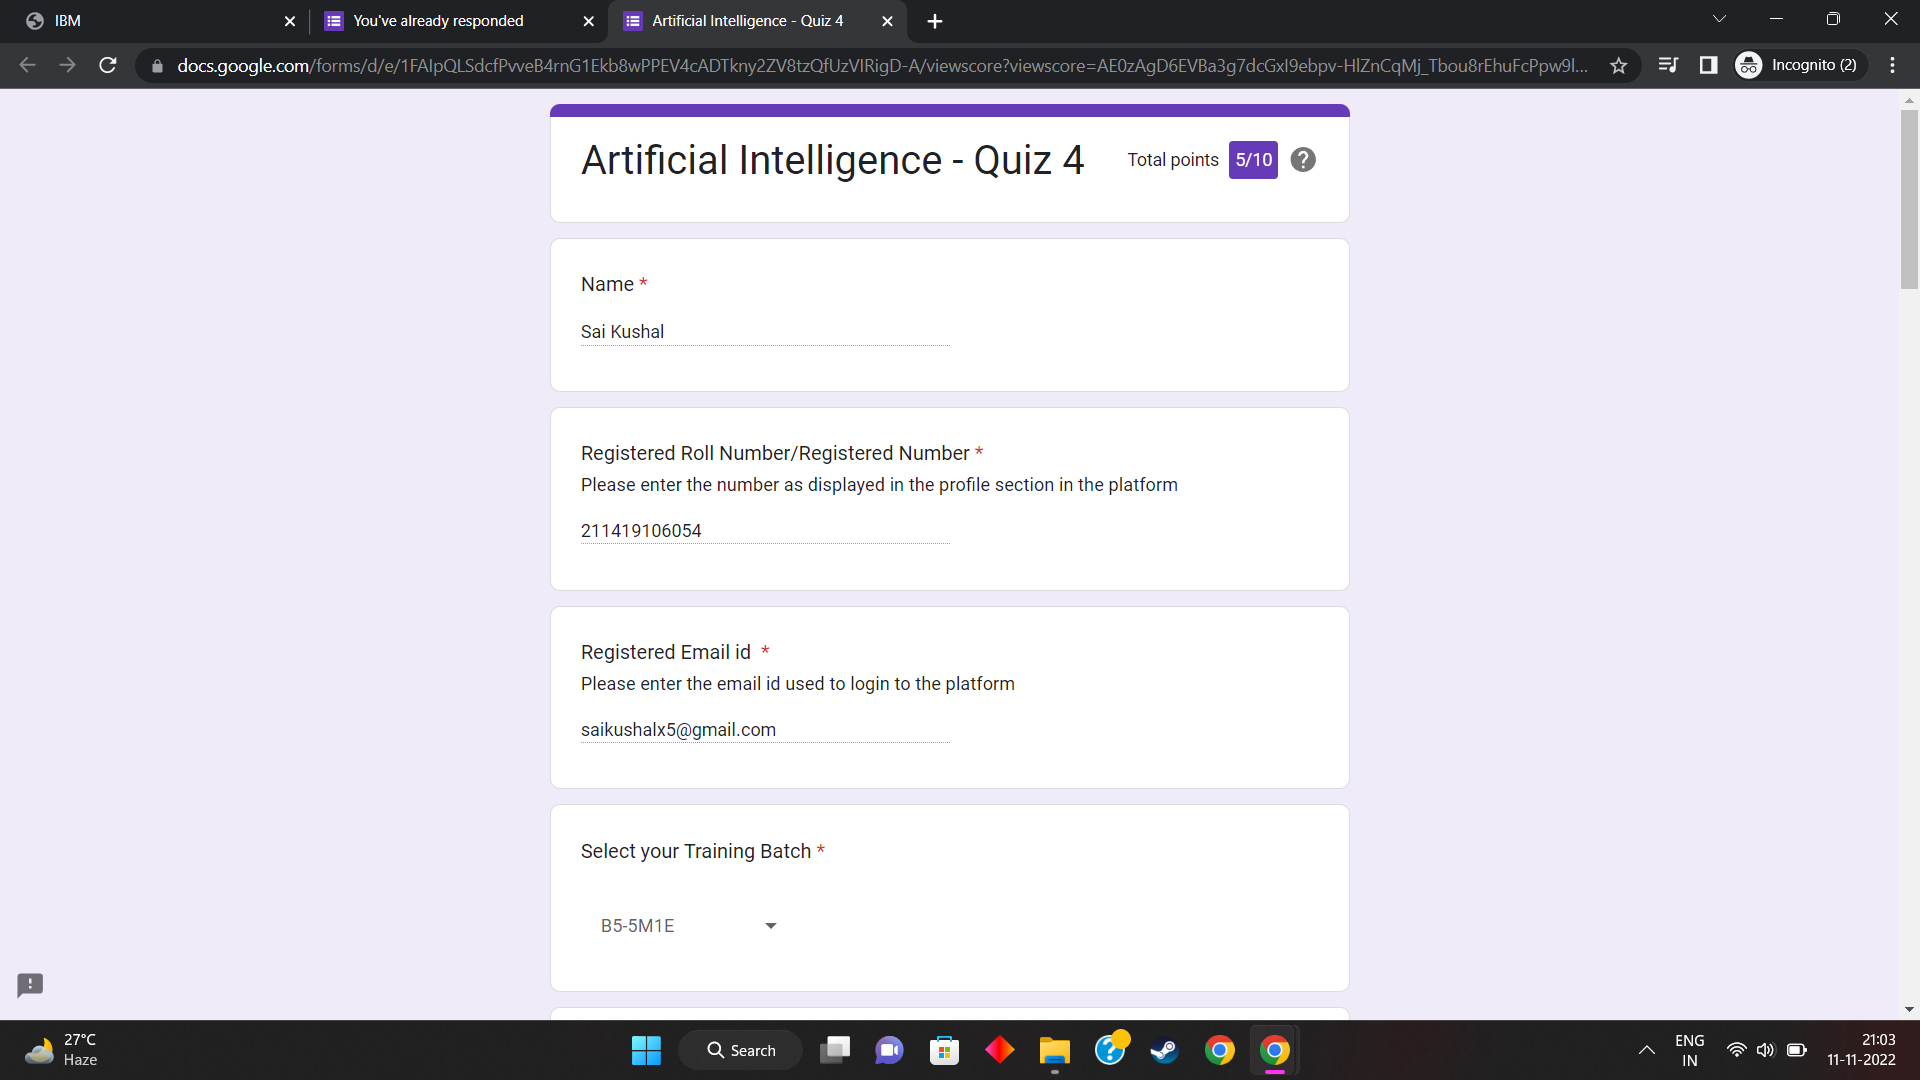 IBM
You've already responded
Artificial Intelligence - Quiz 4
docs.google.com/forms/d/e/1FAIpQLSdcfPvveB4rnG1Ekb8wPPEV4cADTkny2ZV8tzQfUzVIRigD-A/viewscore?viewscore=AE0zAgD6EVBa3g7dcGxI9ebpv-HlZnCqMj_Tbou8rEhuFcPpw9l...
Incognito (2)
Artificial Intelligence - Quiz 4
Total points 5/10
Name *
Sai Kushal
Registered Roll Number/Registered Number *
Please enter the number as displayed in the profile section in the platform
211419106054
Registered Email id *
Please enter the email id used to login to the platform
saikushalx5@gmail.com
Select your Training Batch *
B5-5M1E
27°C
Haze
Search
ENG
IN
21:03
11-11-2022